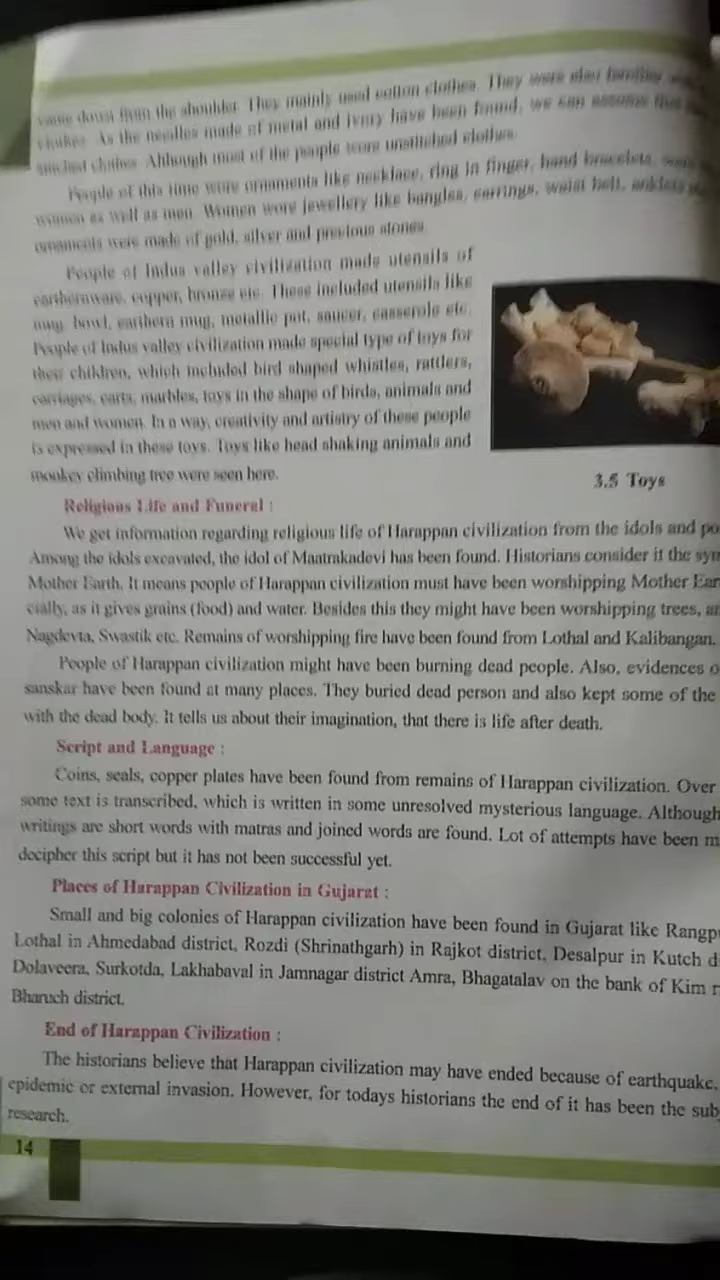 came down from the shoulder. They mainly used cotton clothes. They were also familiar
clothes. As the needles made of metal and ivory have been found, we can assume that
stitched clothes. Although most of the people wore unstitched clothes.
People of this time wore ornaments like necklace, ring in finger, hand bracelets,
women as well as men. Women wore jewellery like bangles, earrings, waist belt, anklets
ornaments were made of gold, silver and precious stones.
People of Indus valley civilization made utensils of
earthernware, copper, bronze etc. These included utensils like
mug, bowl, earthern mug, metallic pot, saucer, casserole etc.
People of Indus valley civilization made special type of toys for
their children, which included bird shaped whistles, rattlers,
carriages, carts, marbles, toys in the shape of birds, animals and
men and women. In a way, creativity and artistry of these people
is expressed in these toys. Toys like head shaking animals and
monkey climbing tree were seen here.
3.5 Toys
Religious Life and Funeral :
We get information regarding religious life of Harappan civilization from the idols and po
Among the idols excavated, the idol of Maatrakadevi has been found. Historians consider it the sym
Mother Earth. It means people of Harappan civilization must have been worshipping Mother Ear
cially, as it gives grains (food) and water. Besides this they might have been worshipping trees, an
Nagdevta, Swastik etc. Remains of worshipping fire have been found from Lothal and Kalibangan.
People of Harappan civilization might have been burning dead people. Also, evidences o
sanskar have been found at many places. They buried dead person and also kept some of the
with the dead body. It tells us about their imagination, that there is life after death.
Script and Language :
Coins, seals, copper plates have been found from remains of Harappan civilization. Over
some text is transcribed, which is written in some unresolved mysterious language. Although
writings are short words with matras and joined words are found. Lot of attempts have been m
decipher this script but it has not been successful yet.
Places of Harappan Civilization in Gujarat :
Small and big colonies of Harappan civilization have been found in Gujarat like Rangp
Lothal in Ahmedabad district, Rozdi (Shrinathgarh) in Rajkot district, Desalpur in Kutch d
Dolaveera, Surkotda, Lakhabaval in Jamnagar district Amra, Bhagatalav on the bank of Kim r
Bharuch district.
End of Harappan Civilization :
The historians believe that Harappan civilization may have ended because of earthquake,
epidemic or external invasion. However, for todays historians the end of it has been the sub
research.
14